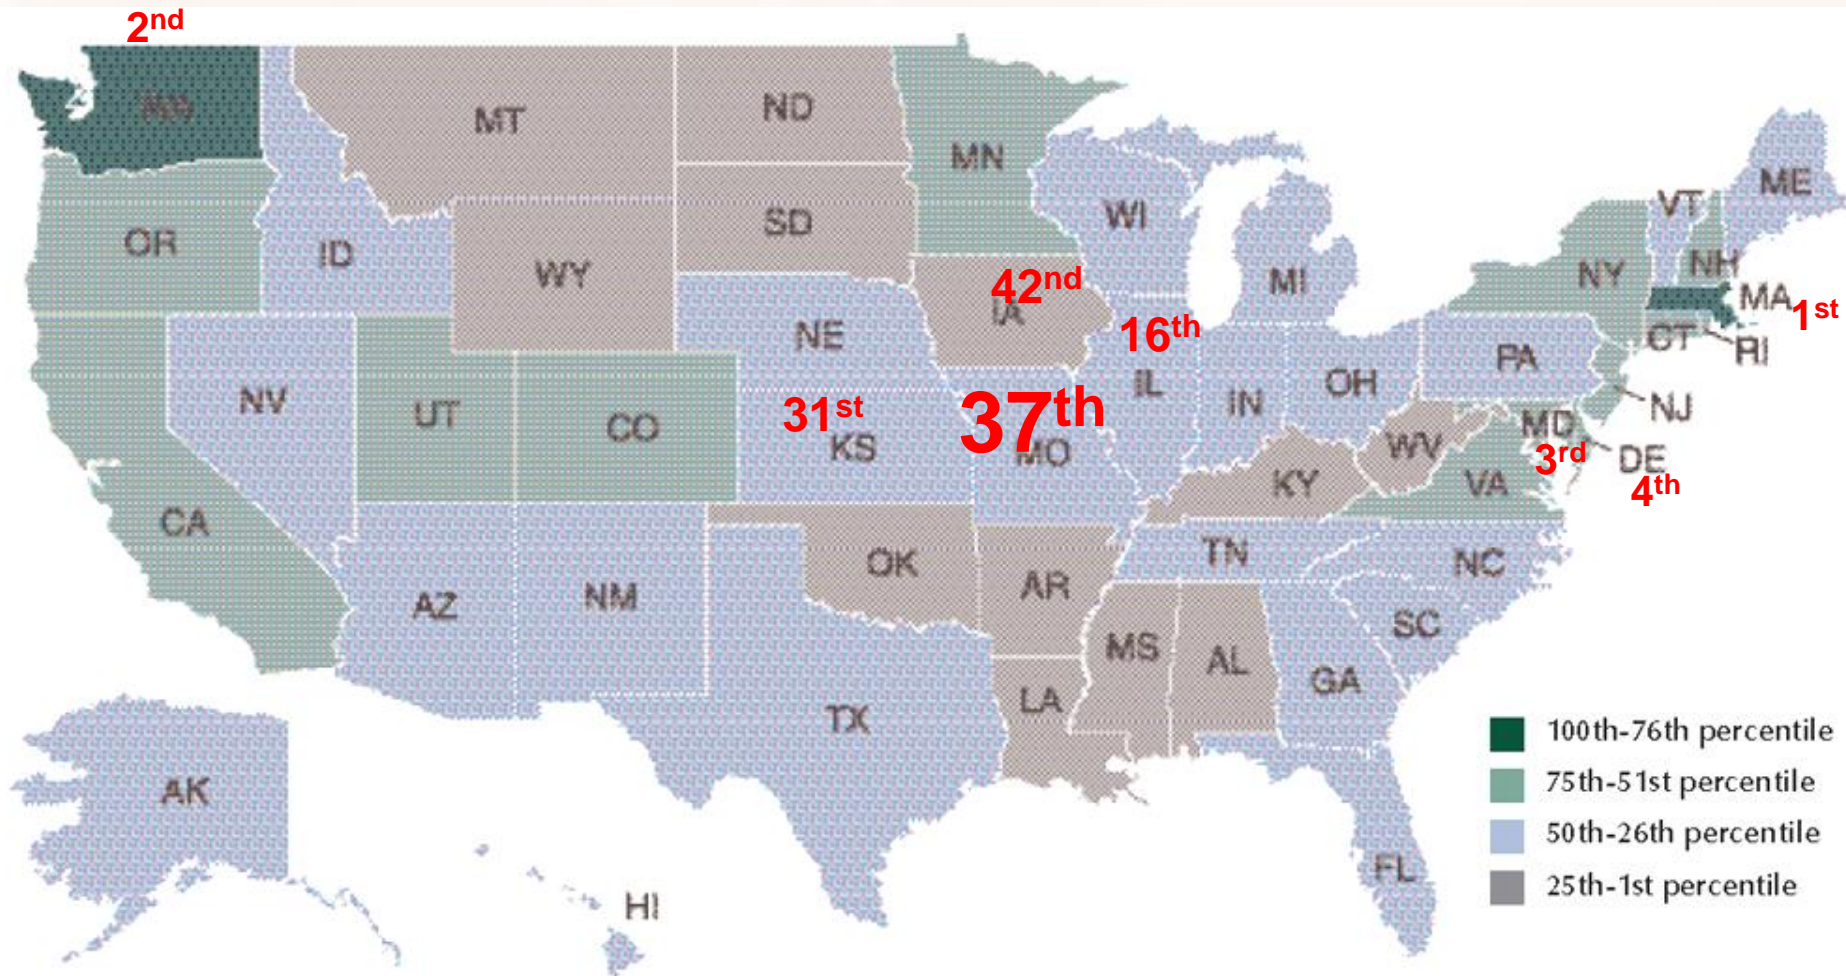 2nd
WA
MT
ND
MN
OR
ID
WY
SD
WI
MI
VT
NH
ME
NY
MA
1st
CT
RI
42nd
IA
16th
NE
NV
UT
CO
31st
KS
37th
MO
IL
IN
OH
PA
NJ
MD
3rd
DE
4th
WV
VA
KY
CA
AZ
NM
OK
AR
TN
NC
SC
MS
AL
GA
LA
TX
FL
AK
HI
100th-76th percentile
75th-51st percentile
50th-26th percentile
25th-1st percentile